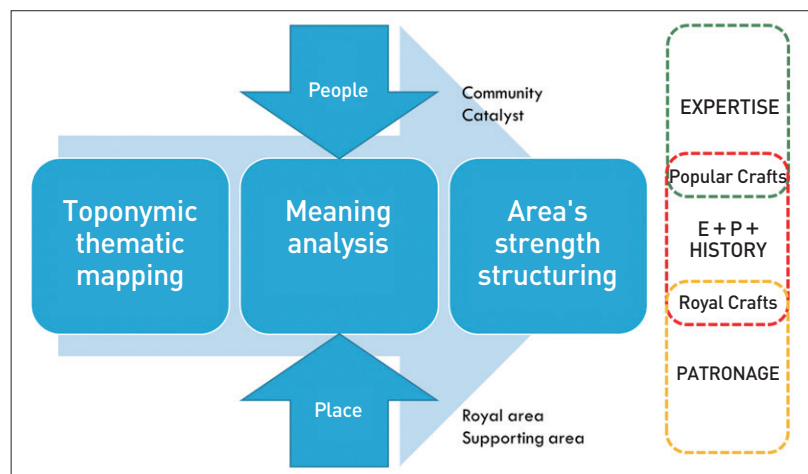 People
Community
Catalyst
Toponymic
thematic
mapping
Meaning
analysis
Area's
strength
structuring
Place
Royal area
Supporting area
EXPERTISE
Popular Crafts
E + P +
HISTORY
Royal Crafts
PATRONAGE